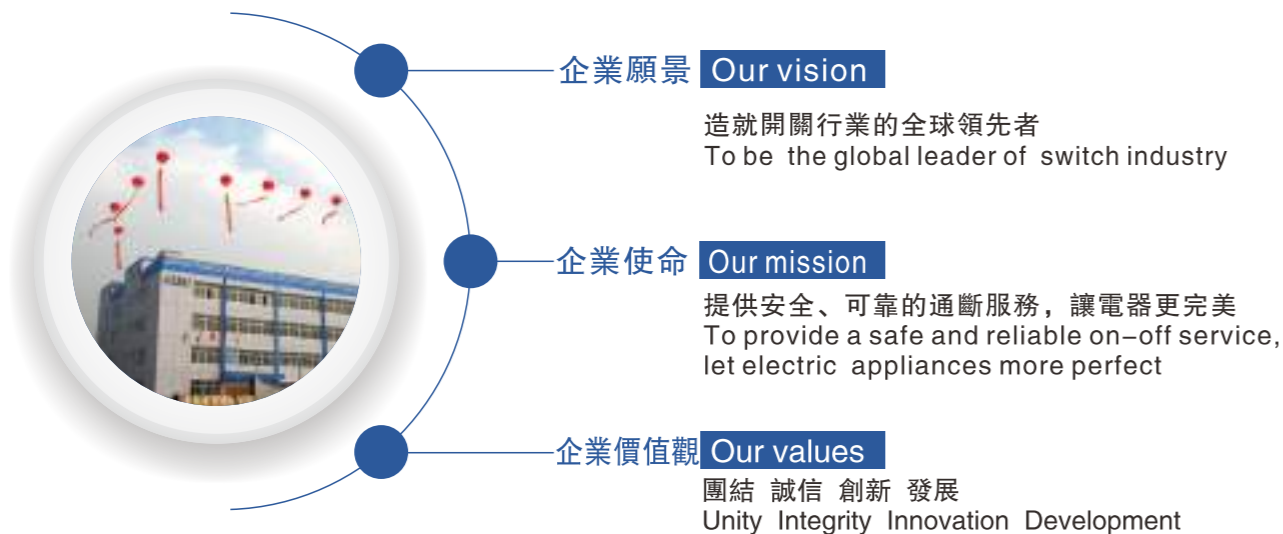 企業願景 Our vision
造就開關行業的全球領先者
To be the global leader of switch industry
企業使命 Our mission
提供安全、可靠的通斷服務，讓電器更完美
To provide a safe and reliable on-off service,
let electric appliances more perfect
企業價值觀 Our values
團結 誠信 創新 發展
Unity Integrity Innovation Development